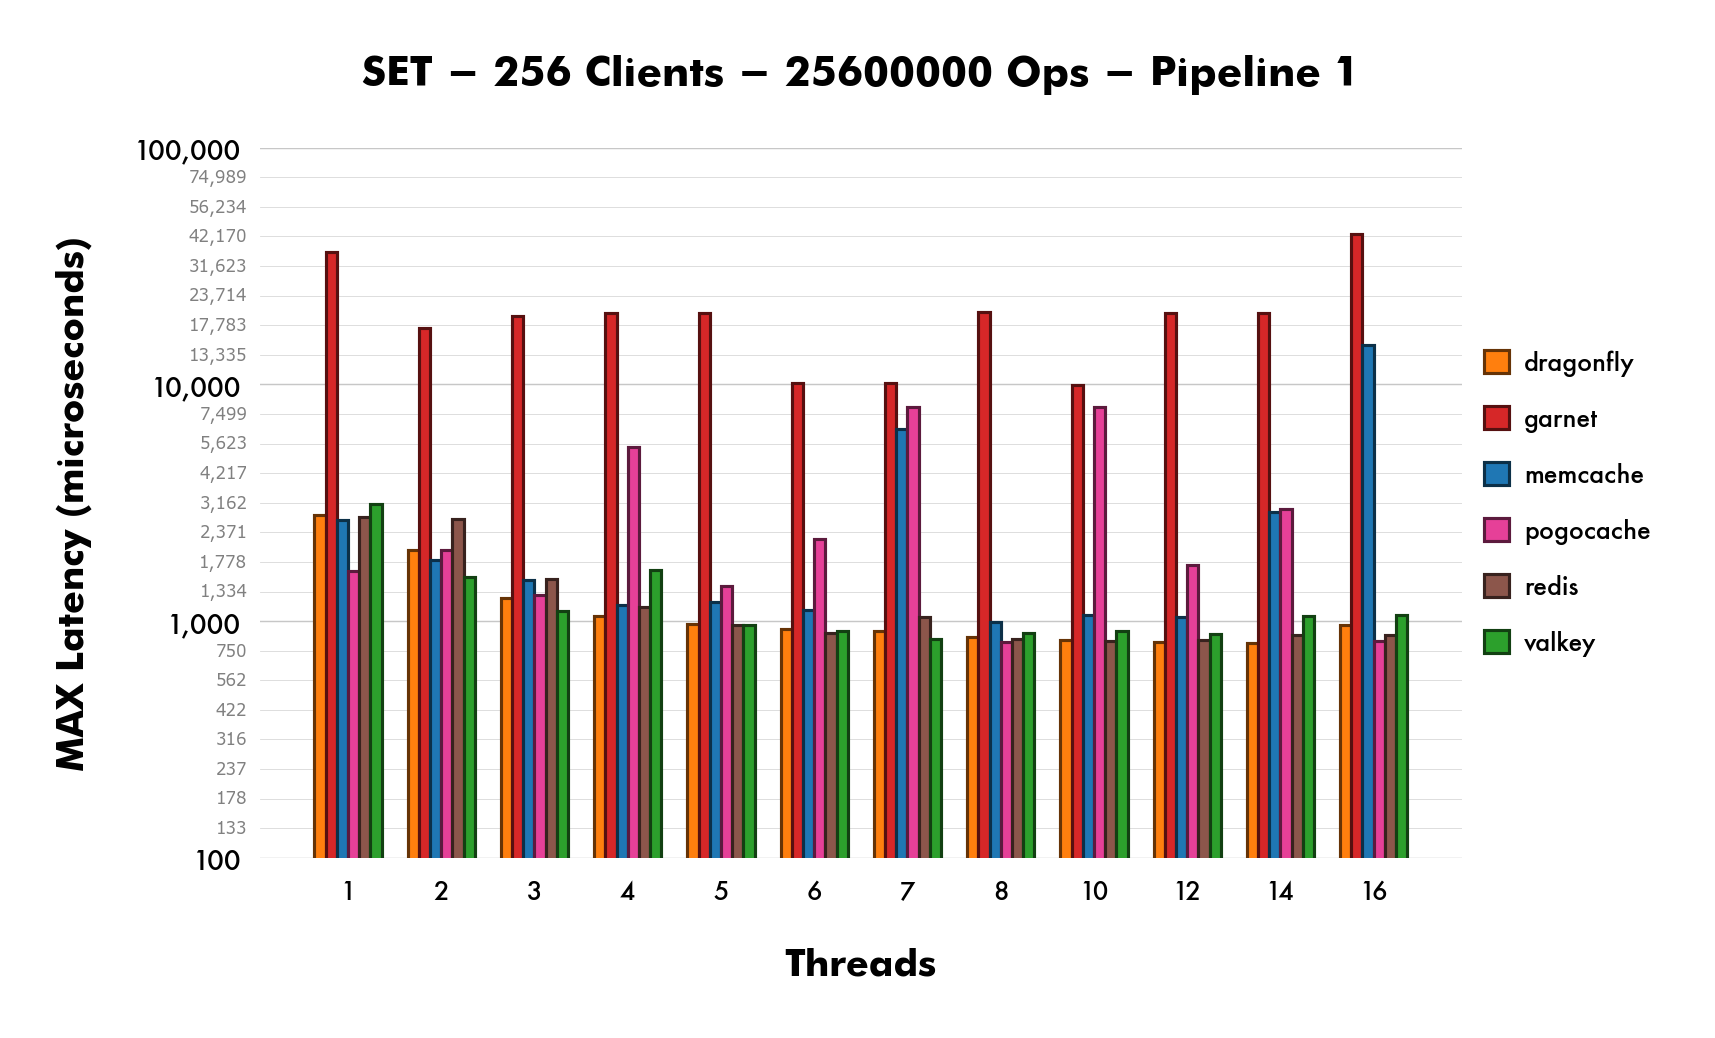 SET – 256 Clients – 25600000 Ops – Pipeline 1
MAX Latency (microseconds)
100,000
74,989
56,234
42,170
31,623
23,714
17,783
13,335
10,000
7,499
5,623
4,217
3,162
2,371
1,778
1,334
1,000
750
562
422
316
237
178
133
100
1 2 3 4 5 6 7 8 10 12 14 16
Threads
dragonfly
garnet
memcache
pogocache
redis
valkey